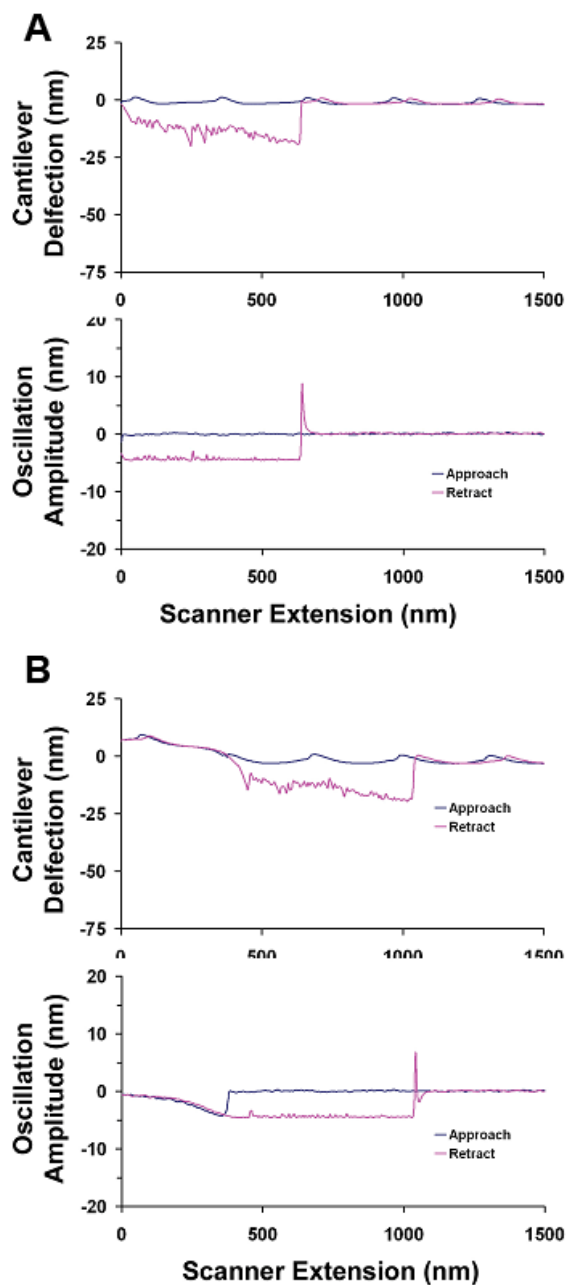 A
Cantilever
Delfection (nm)
25
0
-25
-50
-75
0 500 1000 1500
Oscillation
Amplitude (nm)
20
10
0
-10
-20
Approach
Retract
0 500 1000 1500
Scanner Extension (nm)
B
Cantilever
Delfection (nm)
25
0
-25
-50
-75
Approach
Retract
0 500 1000 1500
Oscillation
Amplitude (nm)
20
10
0
-10
-20
Approach
Retract
0 500 1000 1500
Scanner Extension (nm)